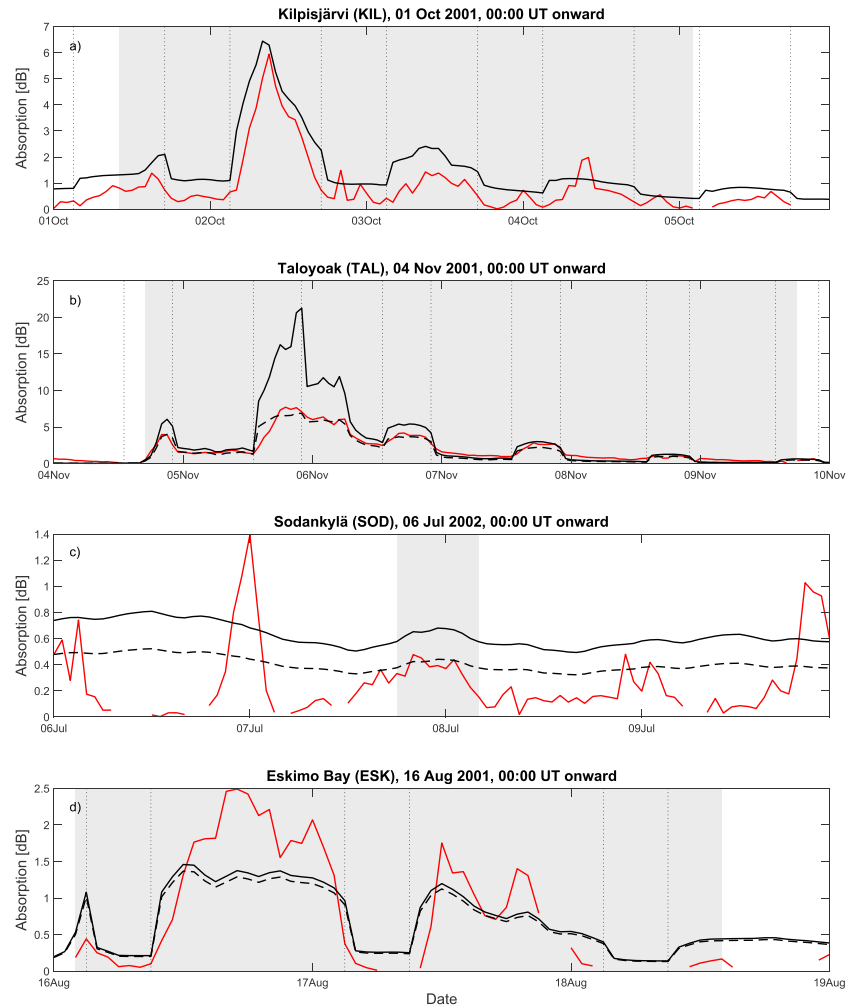 Kilpisjärvi (KIL), 01 Oct 2001, 00:00 UT onward
a)
Absorption [dB]
7
6
5
4
3
2
1
0
01Oct 02Oct 03Oct 04Oct 05Oct
Taloyoak (TAL), 04 Nov 2001, 00:00 UT onward
b)
Absorption [dB]
25
20
15
10
5
0
04Nov 05Nov 06Nov 07Nov 08Nov 09Nov 10Nov
Sodankylä (SOD), 06 Jul 2002, 00:00 UT onward
c)
Absorption [dB]
1.4
1.2
1
0.8
0.6
0.4
0.2
0
06Jul 07Jul 08Jul 09Jul
Eskimo Bay (ESK), 16 Aug 2001, 00:00 UT onward
d)
Absorption [dB]
2.5
2
1.5
1
0.5
0
16Aug 17Aug 18Aug 19Aug
Date